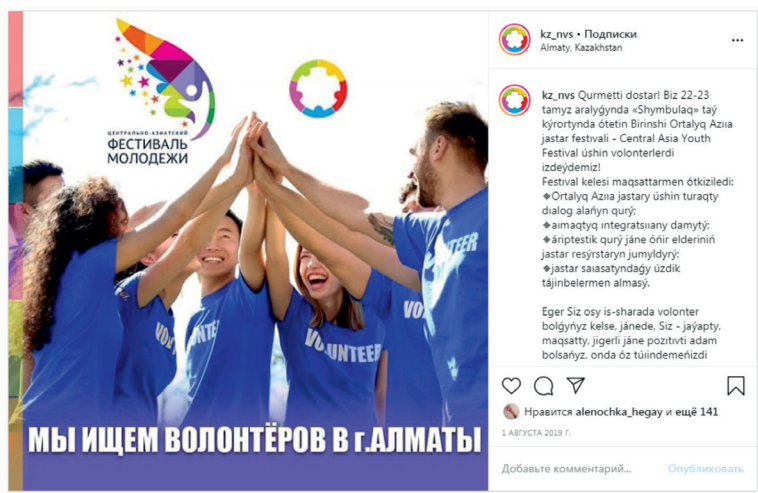 ЦЕНТРАЛЬНО-АЗИАТСКИЙ
ФЕСТИВАЛЬ
МОЛОДЕЖИ
VOLUNTEER
МЫ ИЩЕМ ВОЛОНТЁРОВ В г.АЛМАТЫ
kz_nvs • Подписки
Almaty, Kazakhstan
kz_nvs Qurmetti dostar! Biz 22-23
tamyz aralyǵynda «Shymbulaq» taý
kýrortynda ótetin Birinshi Ortalyq Azııa
jastar festıvali - Central Asia Youth
Festival úshin volonterlerdi
izdeýdemiz!
Festıval kelesi maqsattarmen ótkiziledi:
❖Ortalyq Azııa jastary úshin turaqty
dıalog alańyn qurý;
❖aımaqtyq ıntegratsııany damytý;
❖áriptestik qurý jáne óńir elderiniń
jastar resýrstaryn jumyldyrý;
❖jastar saıasatyndaǵy úzdik
tájirıbelermen almasý.
Eger Siz osy is-sharada volonter
bolǵyńyz kelse, jánede, Siz - jaýapty,
maqsatty, jigerli jáne pozıtıvti adam
bolsańyz, onda óz túıindemeńizdi
Нравится alenochka_hegay и ещё 141
1 АВГУСТА 2019 Г.
Добавьте комментарий...
Опубликовать